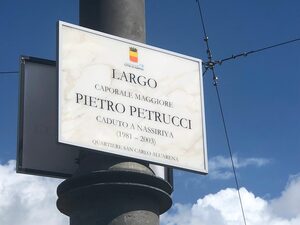 LARGO
CAPORALE MAGGIORE
PIETRO PETRUCCI
CADUTO A NASSIRIYA
(1981 - 2003)
QUARTIERE SAN CARLO ALL'ARENA